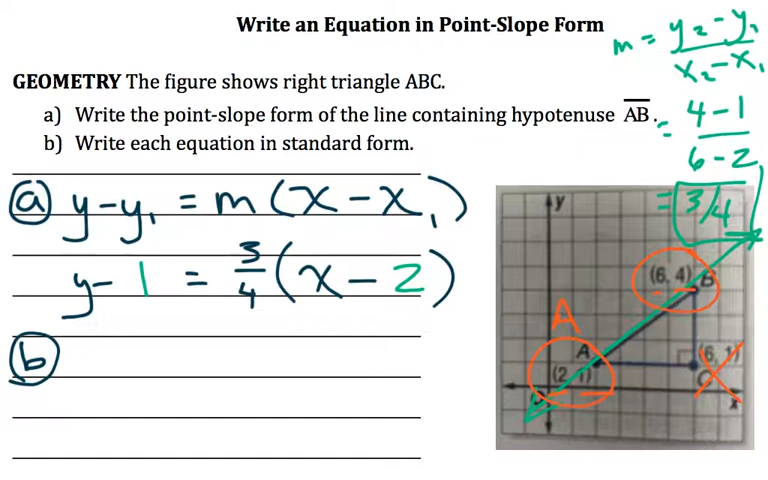 Write an Equation in Point-Slope Form
m = y₂ - y₁ / x₂ - x₁
GEOMETRY The figure shows right triangle ABC.
a) Write the point-slope form of the line containing hypotenuse AB.
= 4 - 1 / 6 - 2
b) Write each equation in standard form.
= 3/4
a y - y₁ = m (x - x₁)
y - 1 = 3/4 (x - 2)
b
y
(6, 4) B
A
A
(2, 1)
(6, 1)
C
x